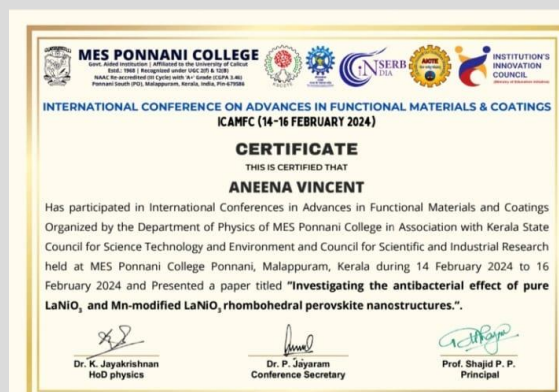 MES PONNANI COLLEGE
Govt. Aided Institution | Affiliated to the University of Calicut
Estd.: 1968 | Recognized under UGC 2(f) & 12(B)
NAAC Re-accredited (III Cycle) with 'A+' Grade (CGPA 3.46)
Ponnani South (PO), Malappuram, Kerala, India, Pin-679586
SERB
INDIA
AKITE
INSTITUTION'S
INNOVATION
COUNCIL
INTERNATIONAL CONFERENCE ON ADVANCES IN FUNCTIONAL MATERIALS & COATINGS
ICAMFC (14-16 FEBRUARY 2024)
CERTIFICATE
THIS IS CERTIFIED THAT
ANEENA VINCENT
Has participated in International Conferences in Advances in Functional Materials and Coatings
Organized by the Department of Physics of MES Ponnani College in Association with Kerala State
Council for Science Technology and Environment and Council for Scientific and Industrial Research
held at MES Ponnani College Ponnani, Malappuram, Kerala during 14 February 2024 to 16
February 2024 and Presented a paper titled "Investigating the antibacterial effect of pure
LaNiO₃ and Mn-modified LaNiO₃ rhombohedral perovskite nanostructures.".
Dr. K. Jayakrishnan
HoD physics
Dr. P. Jayaram
Conference Secretary
Prof. Shajid P. P.
Principal